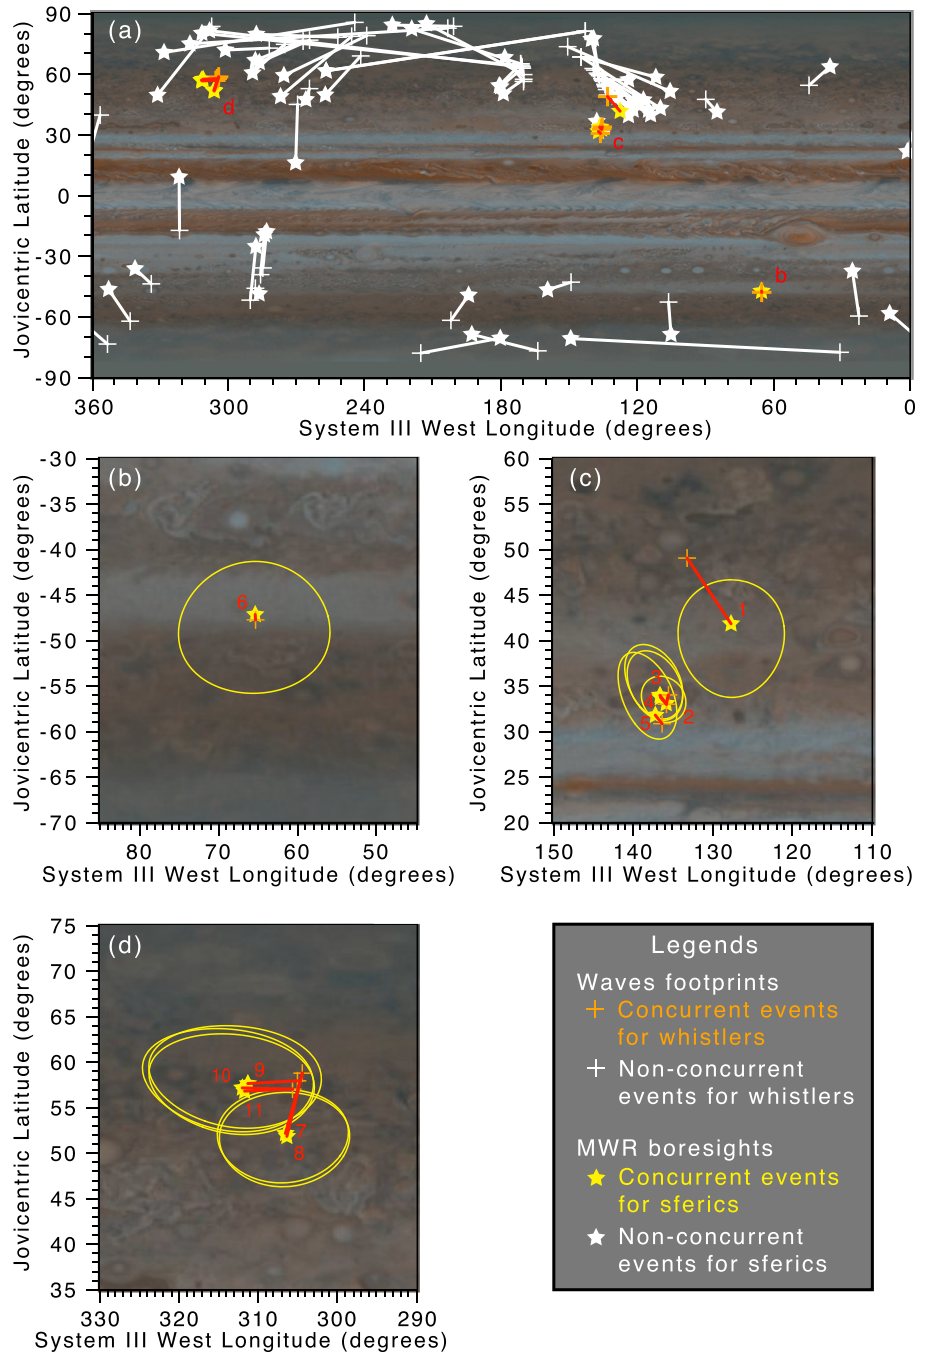 (a)
90
60
30
0
-30
-60
-90
Jovicentric Latitude (degrees)
d
c
b
360
300
240
180
120
60
0
System III West Longitude (degrees)
(b)
-30
-35
-40
-45
-50
-55
-60
-65
-70
Jovicentric Latitude (degrees)
6
80
70
60
50
System III West Longitude (degrees)
(c)
60
55
50
45
40
35
30
25
20
Jovicentric Latitude (degrees)
1
3
4
2
5
150
140
130
120
110
System III West Longitude (degrees)
(d)
75
70
65
60
55
50
45
40
35
Jovicentric Latitude (degrees)
10
9
11
7
8
330
320
310
300
290
System III West Longitude (degrees)
Legends
Waves footprints
Concurrent events
for whistlers
Non-concurrent
events for whistlers
MWR boresights
Concurrent events
for sferics
Non-concurrent
events for sferics